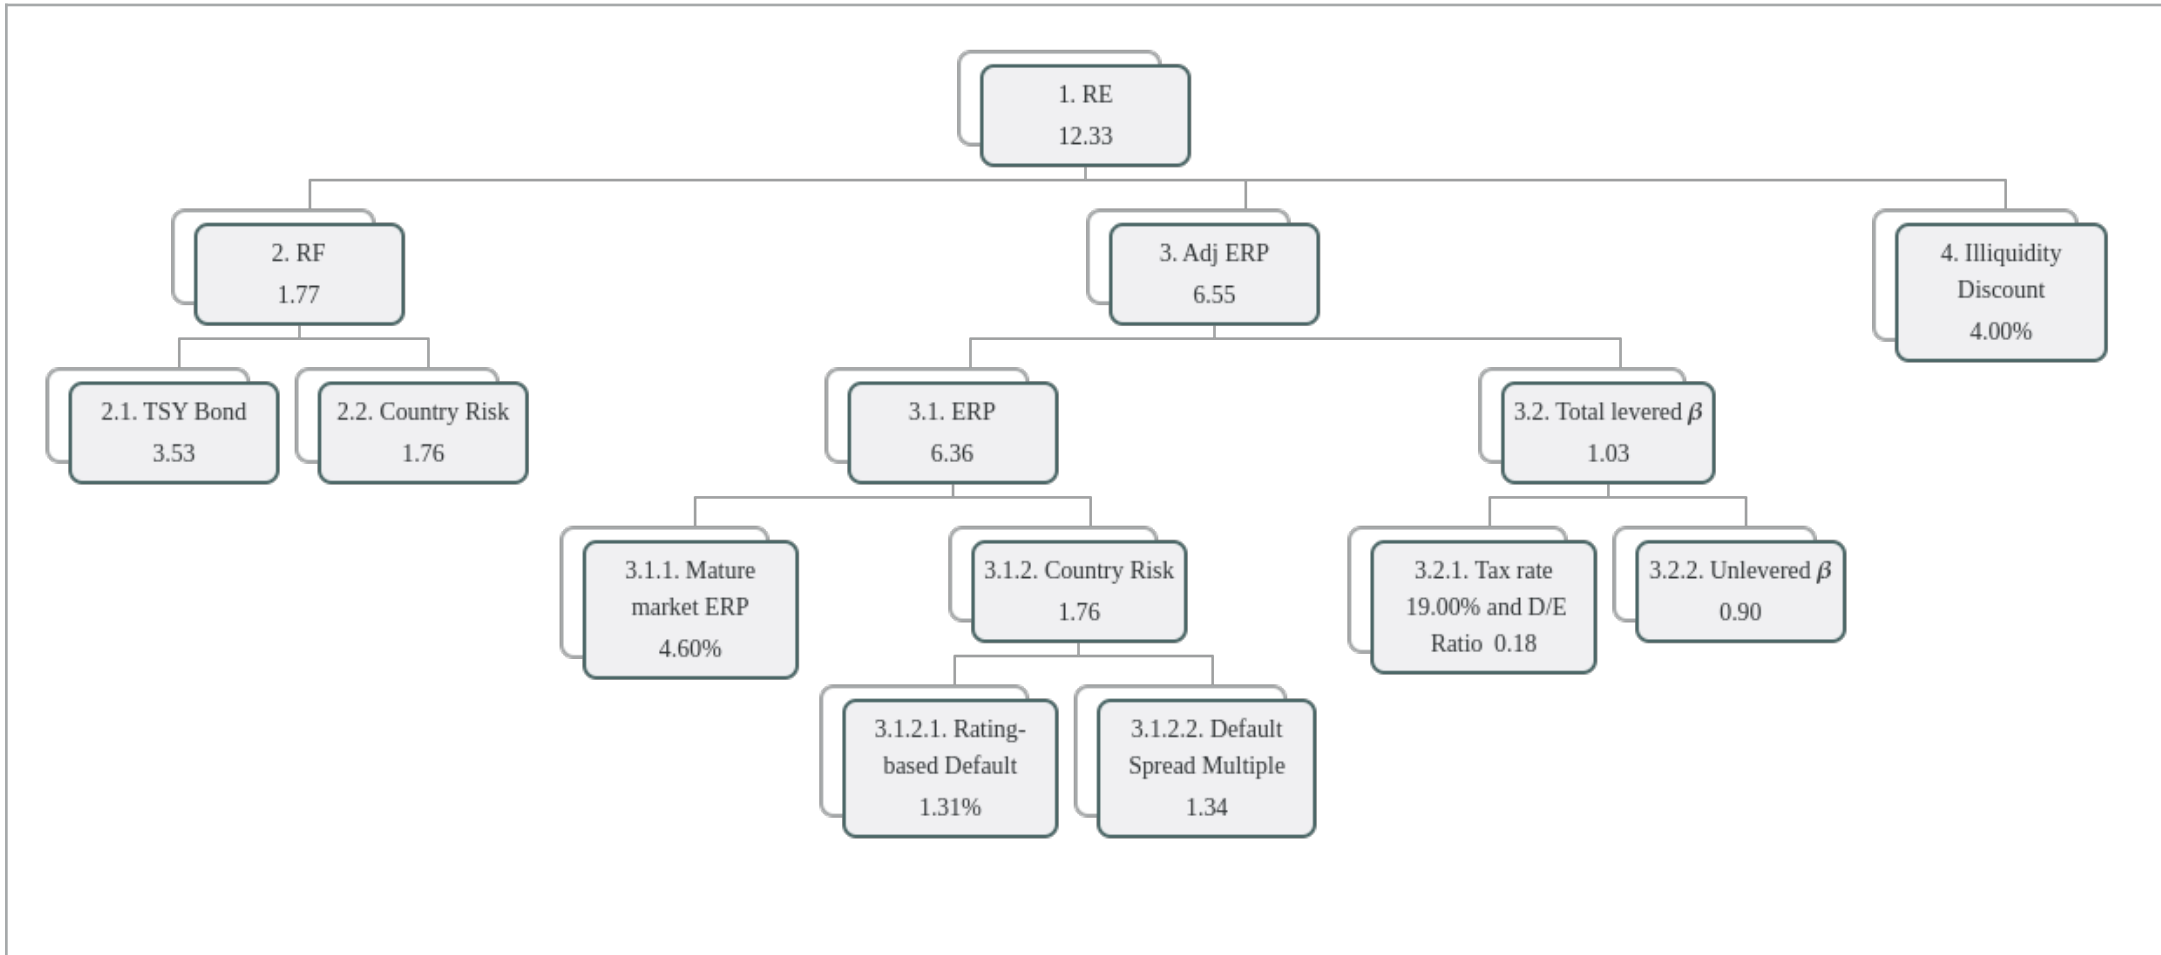 1. RE
12.33
2. RF
1.77
3. Adj ERP
6.55
4. Illiquidity
Discount
4.00%
2.1. TSY Bond
3.53
2.2. Country Risk
1.76
3.1. ERP
6.36
3.2. Total levered β
1.03
3.1.1. Mature
market ERP
4.60%
3.1.2. Country Risk
1.76
3.2.1. Tax rate
19.00% and D/E
Ratio 0.18
3.2.2. Unlevered β
0.90
3.1.2.1. Rating-
based Default
1.31%
3.1.2.2. Default
Spread Multiple
1.34